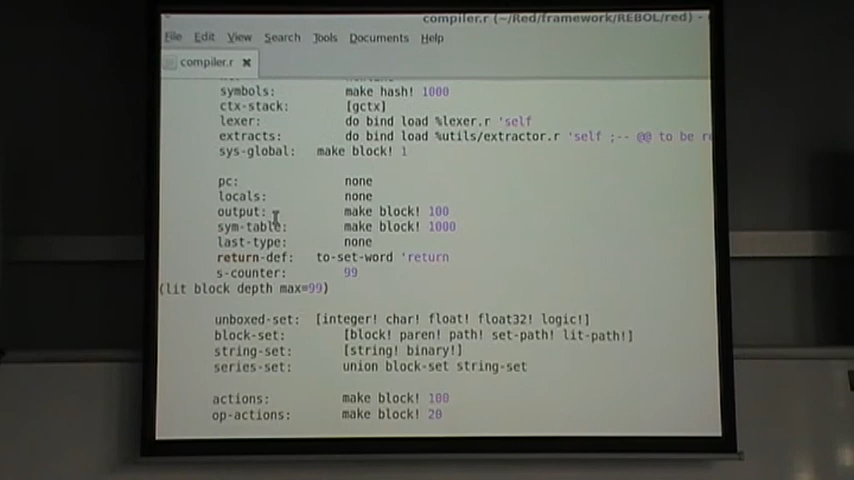 compiler.r (~/Red/framework/REBOL/red) -
File Edit View Search Tools Documents Help
compiler.r ✖
symbols: make hash! 1000
ctx-stack: [gctx]
lexer: do bind load %lexer.r 'self
extracts: do bind load %utils/extractor.r 'self ;-- @@ to be
sys-global: make block! 1
pc: none
locals: none
output: make block! 100
sym-table: make block! 1000
last-type: none
return-def: to-set-word 'return
s-counter: 99
(lit block depth max=99)
unboxed-set: [integer! char! float! float32! logic!]
block-set: [block! paren! path! set-path! lit-path!]
string-set: [string! binary!]
series-set: union block-set string-set
actions: make block! 100
op-actions: make block! 20